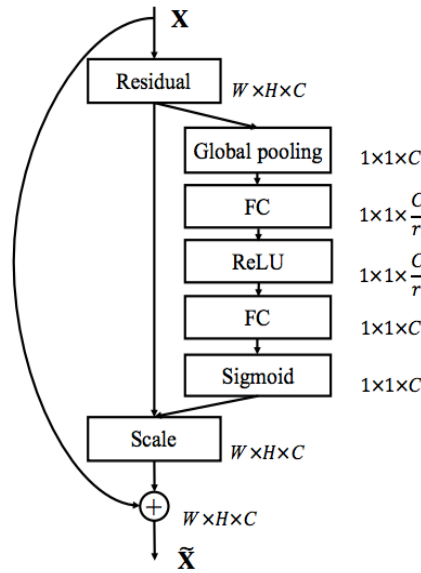 X
Residual
W×H×C
Global pooling
1×1×C
FC
1×1×C/r
ReLU
1×1×C/r
FC
1×1×C
Sigmoid
1×1×C
Scale
W×H×C
+
W×H×C
X̃